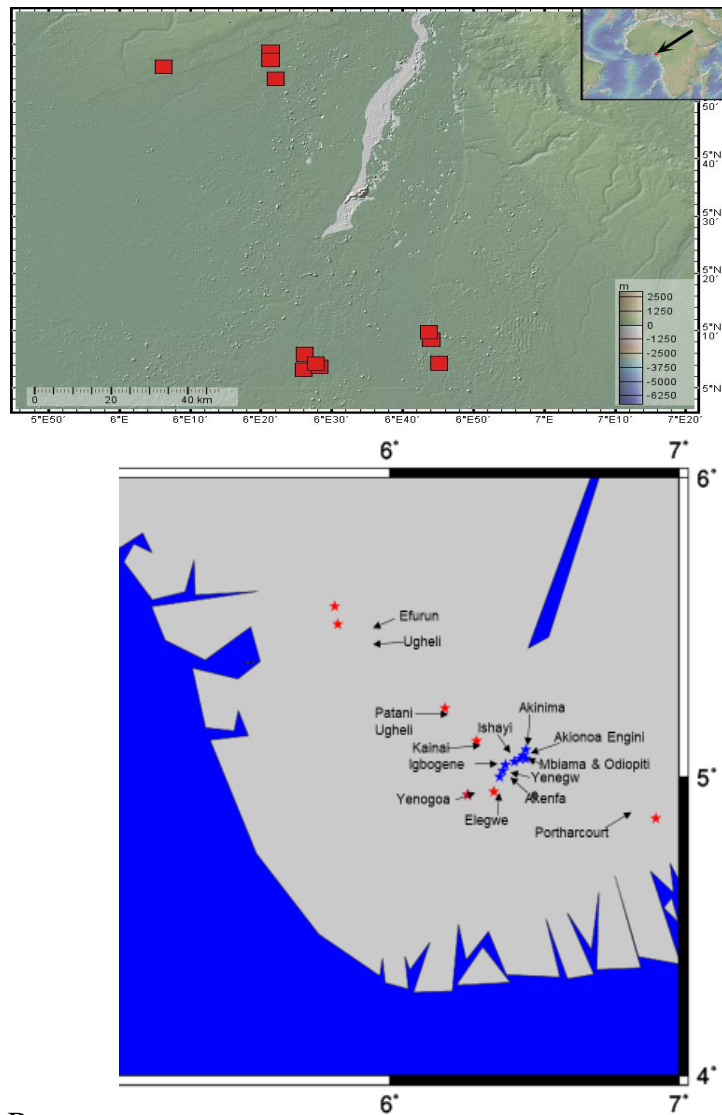 50'
5°N
40'
5°N
30'
5°N
20'
5°N
10'
5°N
m
2500
1250
0
-1250
-2500
-3750
-5000
-6250
0 20 40 km
5°E50' 6°E 6°E10' 6°E20' 6°E30' 6°E40' 6°E50' 7°E 7°E10' 7°E20'
6° 7°
6°
Efurun
Ugheli
Patani
Ugheli
Akinima
Ishayi
Akionoa Engini
Kainai
Igbogene
Mbiama & Odiopiti
Yenegw
5°
Yenogoa
Axenfa
Elegwe
Portharcourt
4°
6° 7°